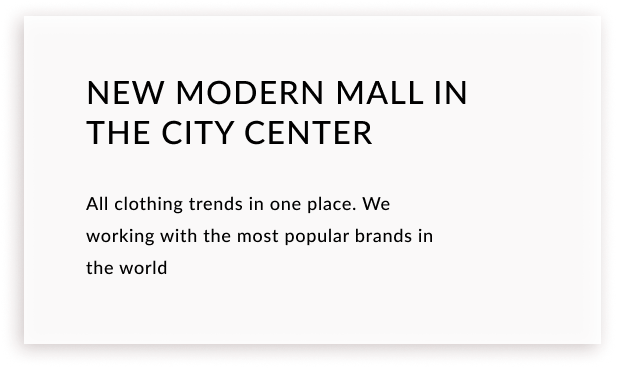 NEW MODERN MALL IN
THE CITY CENTER
All clothing trends in one place. We
working with the most popular brands in
the world